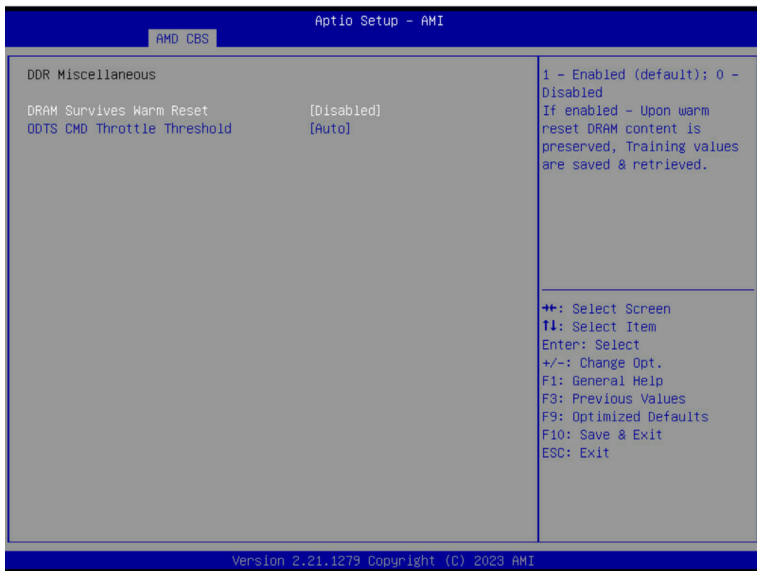 Aptio Setup - AMI
AMD CBS
DDR Miscellaneous
DRAM Survives Warm Reset [Disabled]
ODTS CMD Throttle Threshold [Auto]
1 - Enabled (default); 0 -
Disabled
If enabled - Upon warm
reset DRAM content is
preserved, Training values
are saved & retrieved.
→←: Select Screen
↑↓: Select Item
Enter: Select
+/-: Change Opt.
F1: General Help
F3: Previous Values
F9: Optimized Defaults
F10: Save & Exit
ESC: Exit
Version 2.21.1279 Copyright (C) 2023 AMI